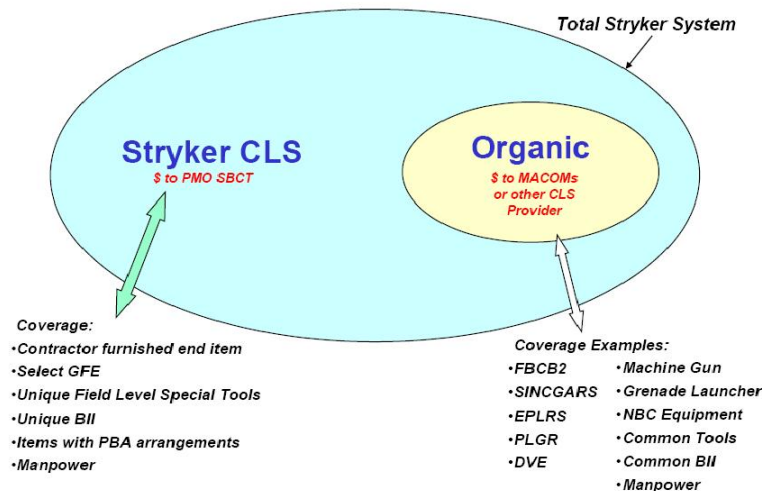 Total Stryker System
Stryker CLS
$ to PMO SBCT
Organic
$ to MACOMs
or other CLS
Provider
Coverage:
•Contractor furnished end item
•Select GFE
•Unique Field Level Special Tools
•Unique BII
•Items with PBA arrangements
•Manpower
Coverage Examples:
•FBCB2
•SINCGARS
•EPLRS
•PLGR
•DVE
•Machine Gun
•Grenade Launcher
•NBC Equipment
•Common Tools
•Common BII
•Manpower